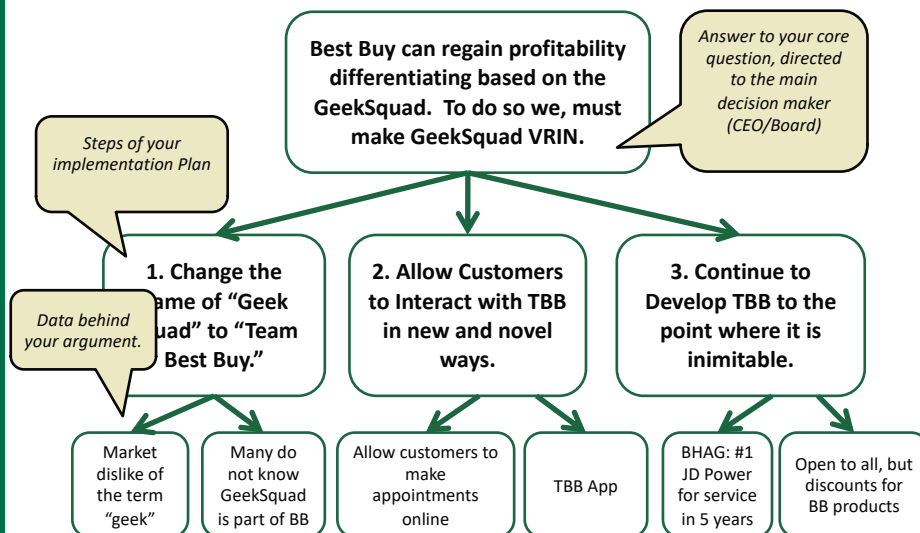 Best Buy can regain profitability
differentiating based on the
GeekSquad. To do so we, must
make GeekSquad VRIN.
Answer to your core
question, directed
to the main
decision maker
(CEO/Board)
Steps of your
implementation Plan
1. Change the
ame of “Geek
uad” to “Team
Best Buy.”
2. Allow Customers
to Interact with TBB
in new and novel
ways.
3. Continue to
Develop TBB to the
point where it is
inimitable.
Data behind
your argument.
Market
dislike of
the term
“geek”
Many do
not know
GeekSquad
is part of BB
Allow customers to
make
appointments
online
TBB App
BHAG: #1
JD Power
for service
in 5 years
Open to all, but
discounts for
BB products